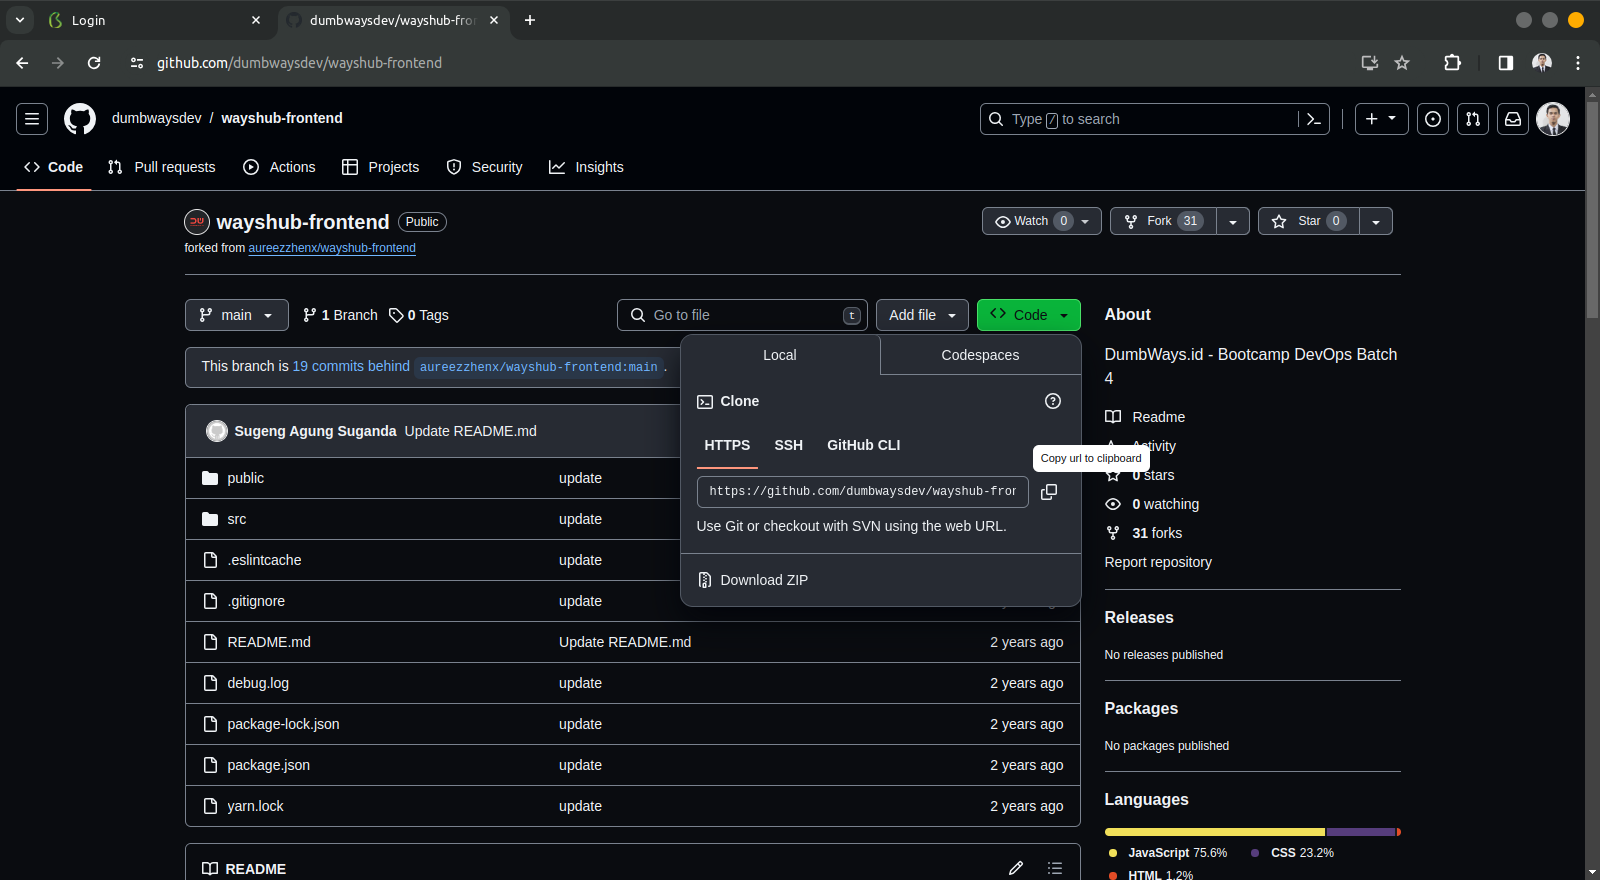 Login
dumbwaysdev/wayshub-fro
github.com/dumbwaysdev/wayshub-frontend
dumbwaysdev / wayshub-frontend
Type / to search
Code Pull requests Actions Projects Security Insights
wayshub-frontend Public
Watch 0 Fork 31 Star 0
forked from aureezzhenx/wayshub-frontend
main 1 Branch 0 Tags
Go to file t
Add file
Code
This branch is 19 commits behind aureezzhenx/wayshub-frontend:main .
Local Codespaces
Clone
HTTPS SSH GitHub CLI
Copy url to clipboard
https://github.com/dumbwaysdev/wayshub-fror
Use Git or checkout with SVN using the web URL.
Download ZIP
Sugeng Agung Suganda Update README.md
public update
src update
.eslintcache update
.gitignore update
README.md Update README.md 2 years ago
debug.log update 2 years ago
package-lock.json update 2 years ago
package.json update 2 years ago
yarn.lock update 2 years ago
README
About
DumbWays.id - Bootcamp DevOps Batch
4
Readme
Activity
0 stars
0 watching
31 forks
Report repository
Releases
No releases published
Packages
No packages published
Languages
JavaScript 75.6% CSS 23.2%
HTML 1.2%